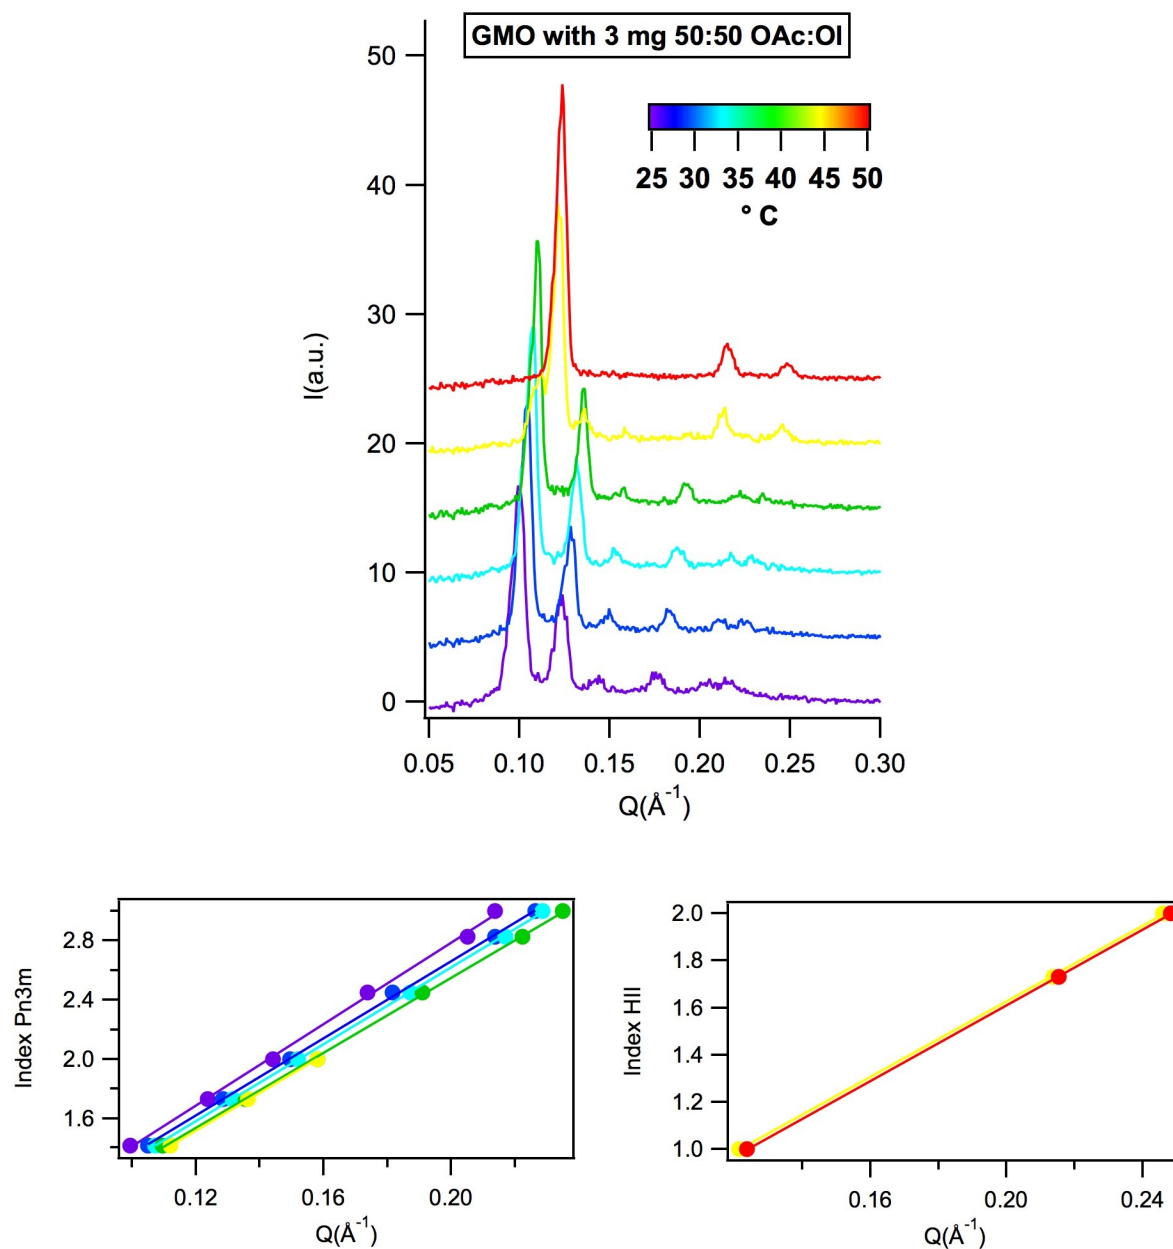 GMO with 3 mg 50:50 OAc:Ol
50
40
30
20
10
0
I(a.u.)
25 30 35 40 45 50
° C
0.05 0.10 0.15 0.20 0.25 0.30
Q(Å⁻¹)
2.8
2.4
2.0
1.6
Index Pn3m
0.12 0.16 0.20
Q(Å⁻¹)
2.0
1.8
1.6
1.4
1.2
1.0
Index HII
0.16 0.20 0.24
Q(Å⁻¹)